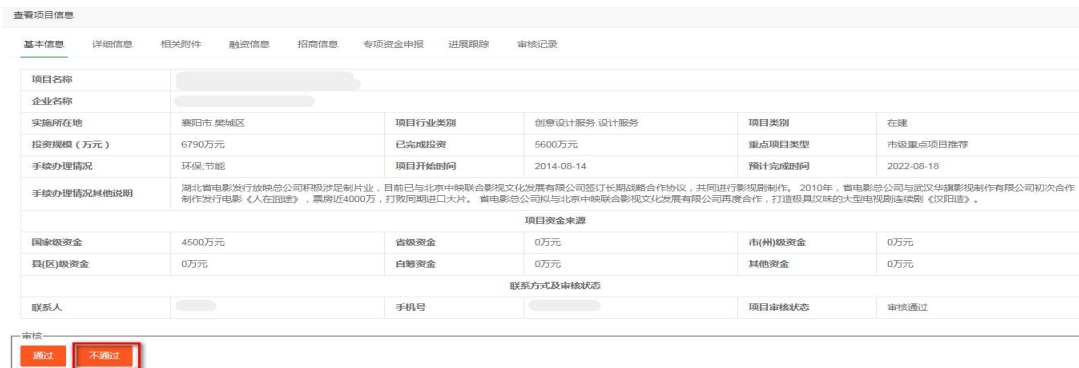 查看项目信息
基本信息 详细信息 相关附件 融资信息 招商信息 专项资金申报 进展跟踪 审核记录
项目名称
企业名称
实施所在地 襄阳市.樊城区 项目行业类别 创意设计服务.设计服务 项目类别 在建
投资规模（万元） 6790万元 已完成投资 5600万元 重点项目类型 市级重点项目推荐
手续办理情况 环保;节能 项目开始时间 2014-08-14 预计完成时间 2022-08-18
手续办理情况其他说明 湖北省电影发行放映总公司积极涉足制片业，目前已与北京中映联合影视文化发展有限公司签订长期战略合作协议，共同进行影视剧制作。 2010年，省电影总公司与武汉华旗影视制作有限公司初次合作
制作发行电影《人在囧途》，票房近4000万，打败同期进口大片。 省电影总公司拟与北京中映联合影视文化发展有限公司再度合作，打造极具汉味的大型电视剧连续剧《汉阳造》。
项目资金来源
国家级资金 4500万元 省级资金 0万元 市(州)级资金 0万元
县(区)级资金 0万元 自筹资金 0万元 其他资金 0万元
联系方式及审核状态
联系人 手机号 项目审核状态 审核通过
审核
通过 不通过